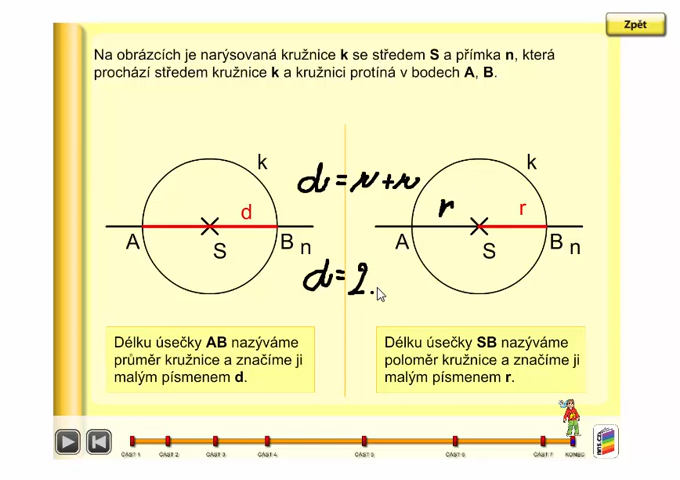 Zpět
Na obrázcích je narýsovaná kružnice k se středem S a přímka n, která
prochází středem kružnice k a kružnici protíná v bodech A, B.
k
d
A
S
B
n
d = r + r
d = 2.
k
r
r
A
S
B
n
Délku úsečky AB nazýváme
průměr kružnice a značíme ji
malým písmenem d.
Délku úsečky SB nazýváme
poloměr kružnice a značíme ji
malým písmenem r.
ČÁST 1 ČÁST 2 ČÁST 3 ČÁST 4 ČÁST 5 ČÁST 6 ČÁST 7 KONEC